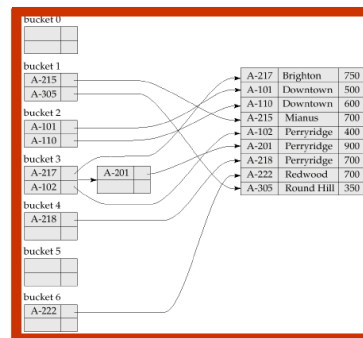 bucket 0
bucket 1
A-215
A-305
bucket 2
A-101
A-110
bucket 3
A-217
A-102
A-201
bucket 4
A-218
bucket 5
bucket 6
A-222
A-217 Brighton 750
A-101 Downtown 500
A-110 Downtown 600
A-215 Mianus 700
A-102 Perryridge 400
A-201 Perryridge 900
A-218 Perryridge 700
A-222 Redwood 700
A-305 Round Hill 350